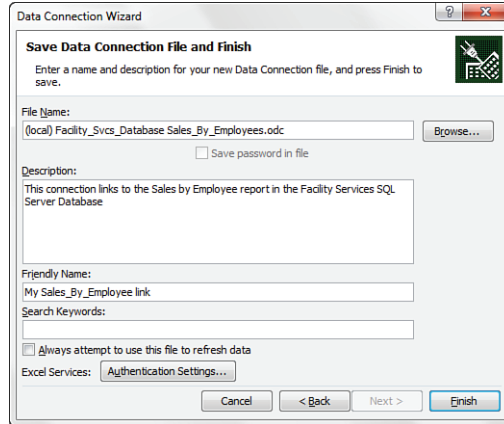 Data Connection Wizard
Save Data Connection File and Finish
Enter a name and description for your new Data Connection file, and press Finish to
save.
File Name:
(local) Facility_Svcs_Database Sales_By_Employees.odc
Browse...
Save password in file
Description:
This connection links to the Sales by Employee report in the Facility Services SQL
Server Database
Friendly Name:
My Sales_By_Employee link
Search Keywords:
Always attempt to use this file to refresh data
Excel Services: Authentication Settings...
Cancel < Back Next > Finish